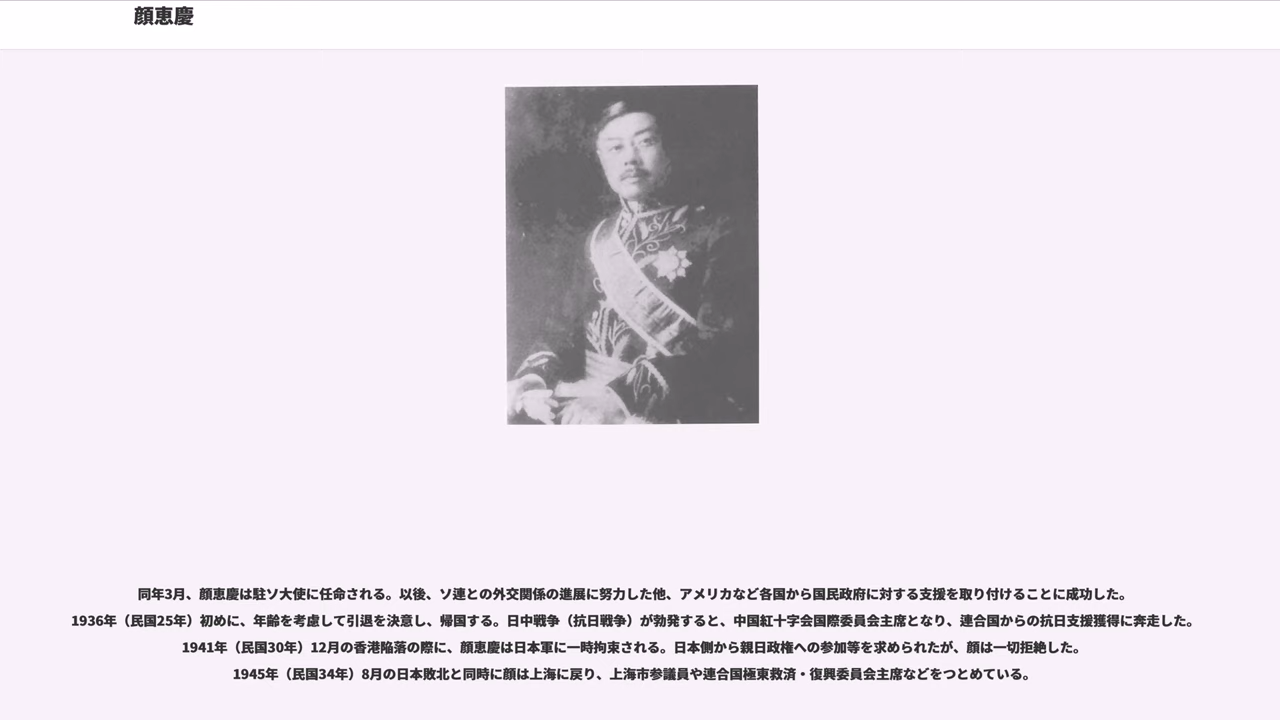 顔恵慶
同年3月、顔恵慶は駐ソ大使に任命される。以後、ソ連との外交関係の進展に努力した他、アメリカなど各国から国民政府に対する支援を取り付けることに成功した。
1936年（民国25年）初めに、年齢を考慮して引退を決意し、帰国する。日中戦争（抗日戦争）が勃発すると、中国紅十字会国際委員会主席となり、連合国からの抗日支援獲得に奔走した。
1941年（民国30年）12月の香港陥落の際に、顔恵慶は日本軍に一時拘束される。日本側から親日政権への参加等を求められたが、顔は一切拒絶した。
1945年（民国34年）8月の日本敗北と同時に顔は上海に戻り、上海市参議員や連合国極東救済・復興委員会主席などをつとめている。